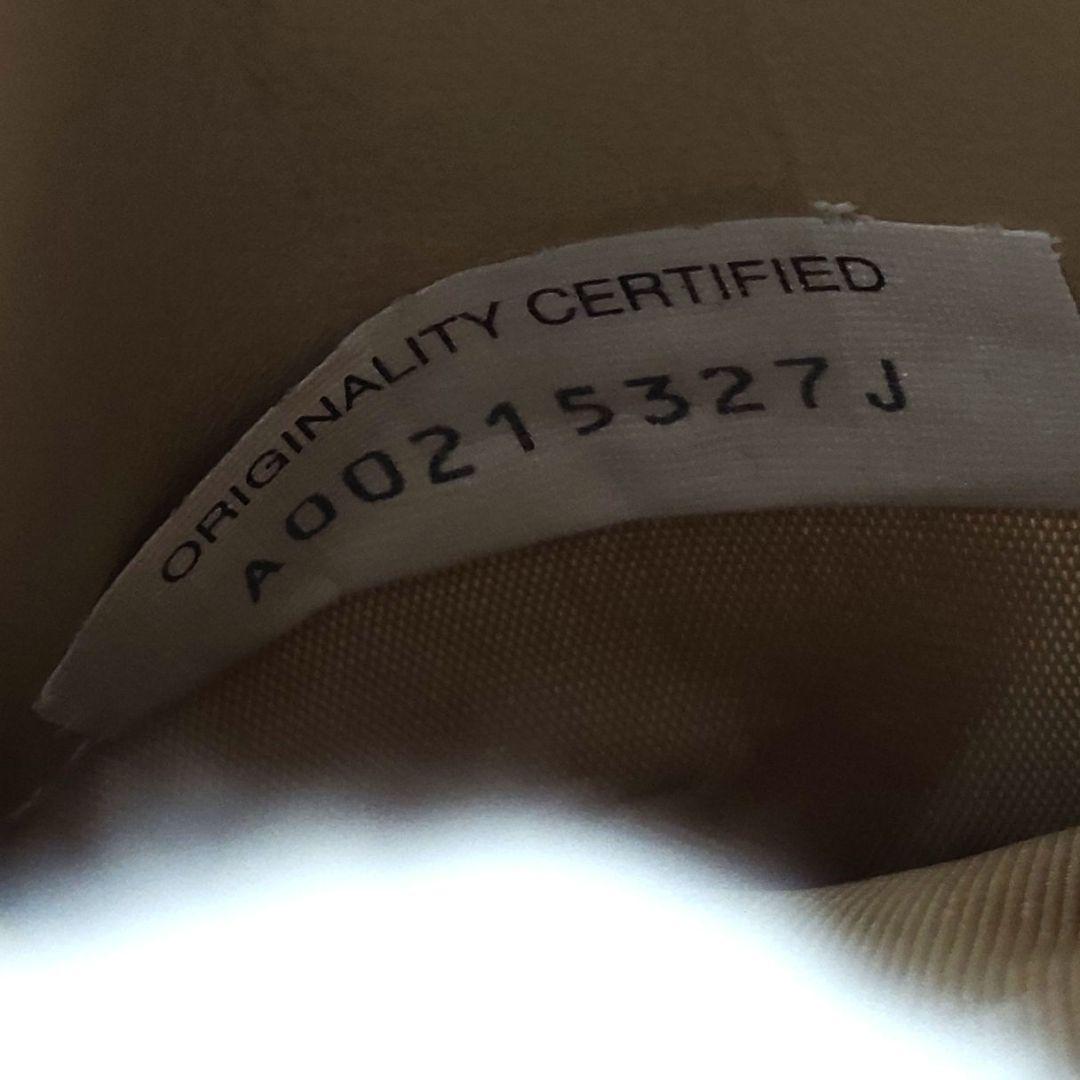 ORIGINALITY CERTIFIED
A00215327J